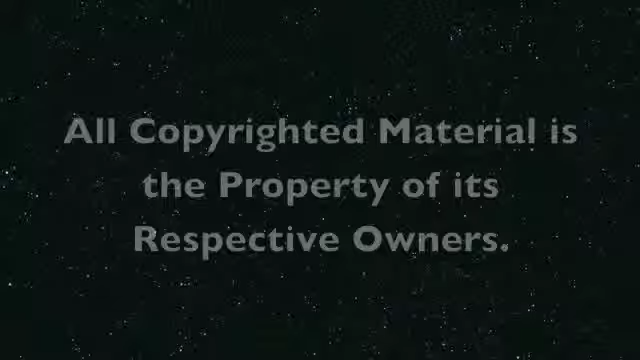 All Copyrighted Material is
the Property of its
Respective Owners.